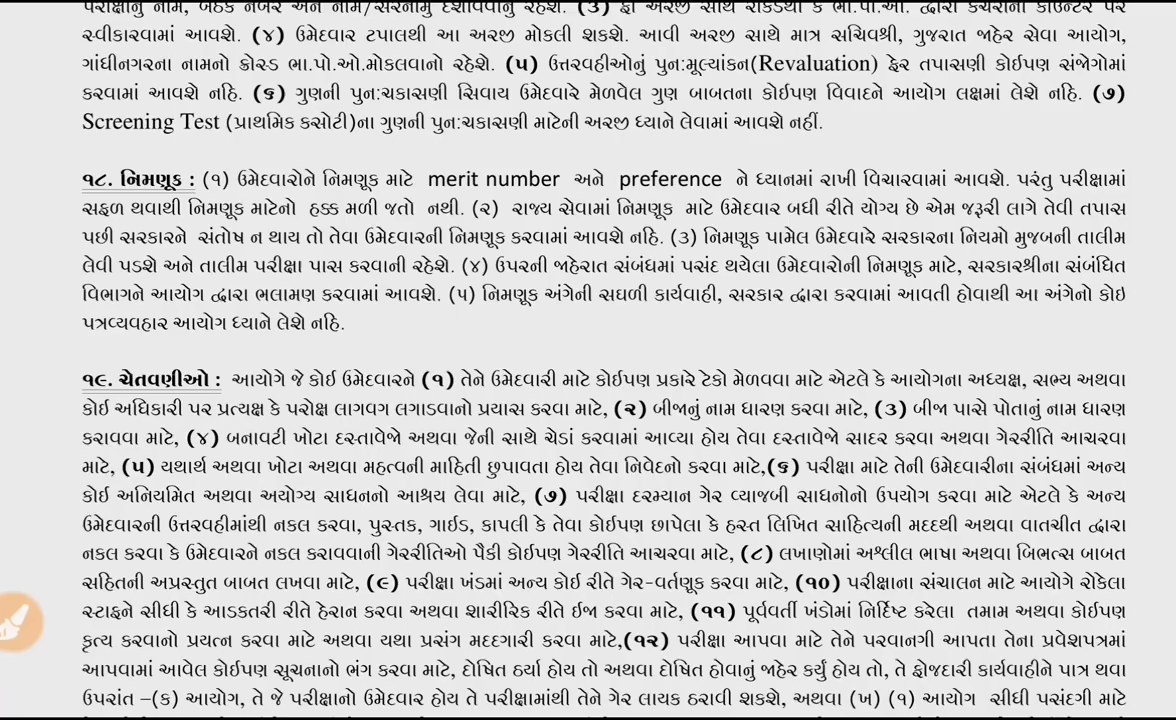 પરીક્ષાનું નામ, બેઠક નંબર અને નામ/સરનામું દર્શાવવાનું રહેશે. (૩) ફી અરજી સાથે રોકડેથી કે ભા.પો.ઓ. દ્વારા કચેરીના કાઉન્ટર પર
સ્વીકારવામાં આવશે. (૪) ઉમેદવાર ટપાલથી આ અરજી મોકલી શકશે. આવી અરજી સાથે માત્ર સચિવશ્રી, ગુજરાત જાહેર સેવા આયોગ,
ગાંધીનગરના નામનો ક્રોસ્ડ ભા.પો.ઓ.મોકલવાનો રહેશે. (૫) ઉત્તરવહીઓનું પુન:મૂલ્યાંકન(Revaluation) ફેર તપાસણી કોઈપણ સંજોગોમાં
કરવામાં આવશે નહિ. (૬) ગુણની પુન:ચકાસણી સિવાય ઉમેદવારે મેળવેલ ગુણ બાબતના કોઈપણ વિવાદને આયોગ લક્ષમાં લેશે નહિ. (૭)
Screening Test (પ્રાથમિક કસોટી)ના ગુણની પુન:ચકાસણી માટેની અરજી ધ્યાને લેવામાં આવશે નહીં.
૧૮. નિમણૂક : (૧) ઉમેદવારોને નિમણૂક માટે merit number અને preference ને ધ્યાનમાં રાખી વિચારવામાં આવશે. પરંતુ પરીક્ષામાં
સફળ થવાથી નિમણૂક માટેનો હક્ક મળી જતો નથી. (૨) રાજ્ય સેવામાં નિમણૂક માટે ઉમેદવાર બધી રીતે યોગ્ય છે એમ જરૂરી લાગે તેવી તપાસ
પછી સરકારને સંતોષ ન થાય તો તેવા ઉમેદવારની નિમણૂક કરવામાં આવશે નહિ. (૩) નિમણૂક પામેલ ઉમેદવારે સરકારના નિયમો મુજબની તાલીમ
લેવી પડશે અને તાલીમ પરીક્ષા પાસ કરવાની રહેશે. (૪) ઉપરની જાહેરાત સંબંધમાં પસંદ થયેલા ઉમેદવારોની નિમણૂક માટે, સરકારશ્રીના સંબંધિત
વિભાગને આયોગ દ્વારા ભલામણ કરવામાં આવશે. (૫) નિમણૂક અંગેની સઘળી કાર્યવાહી, સરકાર દ્વારા કરવામાં આવતી હોવાથી આ અંગેનો કોઇ
પત્રવ્યવહાર આયોગ ધ્યાને લેશે નહિ.
૧૯. ચેતવણીઓ : આયોગે જે કોઈ ઉમેદવારને (૧) તેને ઉમેદવારી માટે કોઈપણ પ્રકારે ટેકો મેળવવા માટે એટલે કે આયોગના અધ્યક્ષ, સભ્ય અથવા
કોઈ અધિકારી પર પ્રત્યક્ષ કે પરોક્ષ લાગવગ લગાડવાનો પ્રયાસ કરવા માટે, (૨) બીજાનું નામ ધારણ કરવા માટે, (૩) બીજા પાસે પોતાનું નામ ધારણ
કરાવવા માટે, (૪) બનાવટી ખોટા દસ્તાવેજો અથવા જેની સાથે ચેડાં કરવામાં આવ્યા હોય તેવા દસ્તાવેજો સાદર કરવા અથવા ગેરરીતિ આચરવા
માટે, (૫) યથાર્થ અથવા ખોટા અથવા મહત્વની માહિતી છુપાવતા હોય તેવા નિવેદનો કરવા માટે,(૬) પરીક્ષા માટે તેની ઉમેદવારીના સંબંધમાં અન્ય
કોઈ અનિયમિત અથવા અયોગ્ય સાધનનો આશ્રય લેવા માટે, (૭) પરીક્ષા દરમ્યાન ગેર વ્યાજબી સાધનોનો ઉપયોગ કરવા માટે એટલે કે અન્ય
ઉમેદવારની ઉત્તરવહીમાંથી નકલ કરવા, પુસ્તક, ગાઈડ, કાપલી કે તેવા કોઈપણ છાપેલા કે હસ્ત લિખિત સાહિત્યની મદદથી અથવા વાતચીત દ્વારા
નકલ કરવા કે ઉમેદવારને નકલ કરાવવાની ગેરરીતિઓ પૈકી કોઈપણ ગેરરીતિ આચરવા માટે, (૮) લખાણોમાં અશ્લીલ ભાષા અથવા બિભત્સ બાબત
સહિતની અપ્રસ્તુત બાબત લખવા માટે, (૯) પરીક્ષા ખંડમાં અન્ય કોઈ રીતે ગેર-વર્તણૂક કરવા માટે, (૧૦) પરીક્ષાના સંચાલન માટે આયોગે રોકેલા
સ્ટાફને સીધી કે આડકતરી રીતે હેરાન કરવા અથવા શારીરિક રીતે ઈજા કરવા માટે, (૧૧) પૂર્વવર્તી ખંડોમાં નિર્દિષ્ટ કરેલા તમામ અથવા કોઈપણ
કૃત્ય કરવાનો પ્રયત્ન કરવા માટે અથવા યથા પ્રસંગ મદદગારી કરવા માટે,(૧૨) પરીક્ષા આપવા માટે તેને પરવાનગી આપતા તેના પ્રવેશપત્રમાં
આપવામાં આવેલ કોઈપણ સૂચનાનો ભંગ કરવા માટે, દોષિત ઠર્યા હોય તો અથવા દોષિત હોવાનું જાહેર કર્યું હોય તો, તે ફોજદારી કાર્યવાહીને પાત્ર થવા
ઉપરાંત –(ક) આયોગ, તે જે પરીક્ષાનો ઉમેદવાર હોય તે પરીક્ષામાંથી તેને ગેર લાયક ઠરાવી શકશે, અથવા (ખ) (૧) આયોગ સીધી પસંદગી માટે